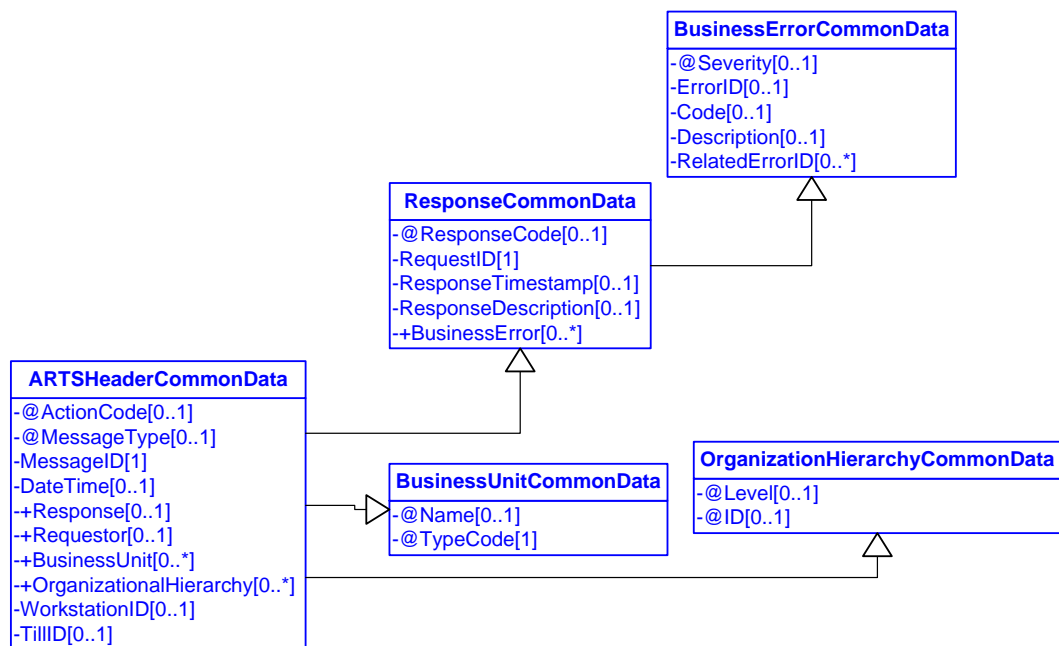 BusinessErrorCommonData
-@Severity[0..1]
-ErrorID[0..1]
-Code[0..1]
-Description[0..1]
-RelatedErrorID[0..*]
ResponseCommonData
-@ResponseCode[0..1]
-RequestID[1]
-ResponseTimestamp[0..1]
-ResponseDescription[0..1]
-+BusinessError[0..*]
ARTSHeaderCommonData
-@ActionCode[0..1]
-@MessageType[0..1]
-MessageID[1]
-DateTime[0..1]
-+Response[0..1]
-+Requestor[0..1]
-+BusinessUnit[0..*]
-+OrganizationalHierarchy[0..*]
-WorkstationID[0..1]
-TillID[0..1]
BusinessUnitCommonData
-@Name[0..1]
-@TypeCode[1]
OrganizationHierarchyCommonData
-@Level[0..1]
-@ID[0..1]